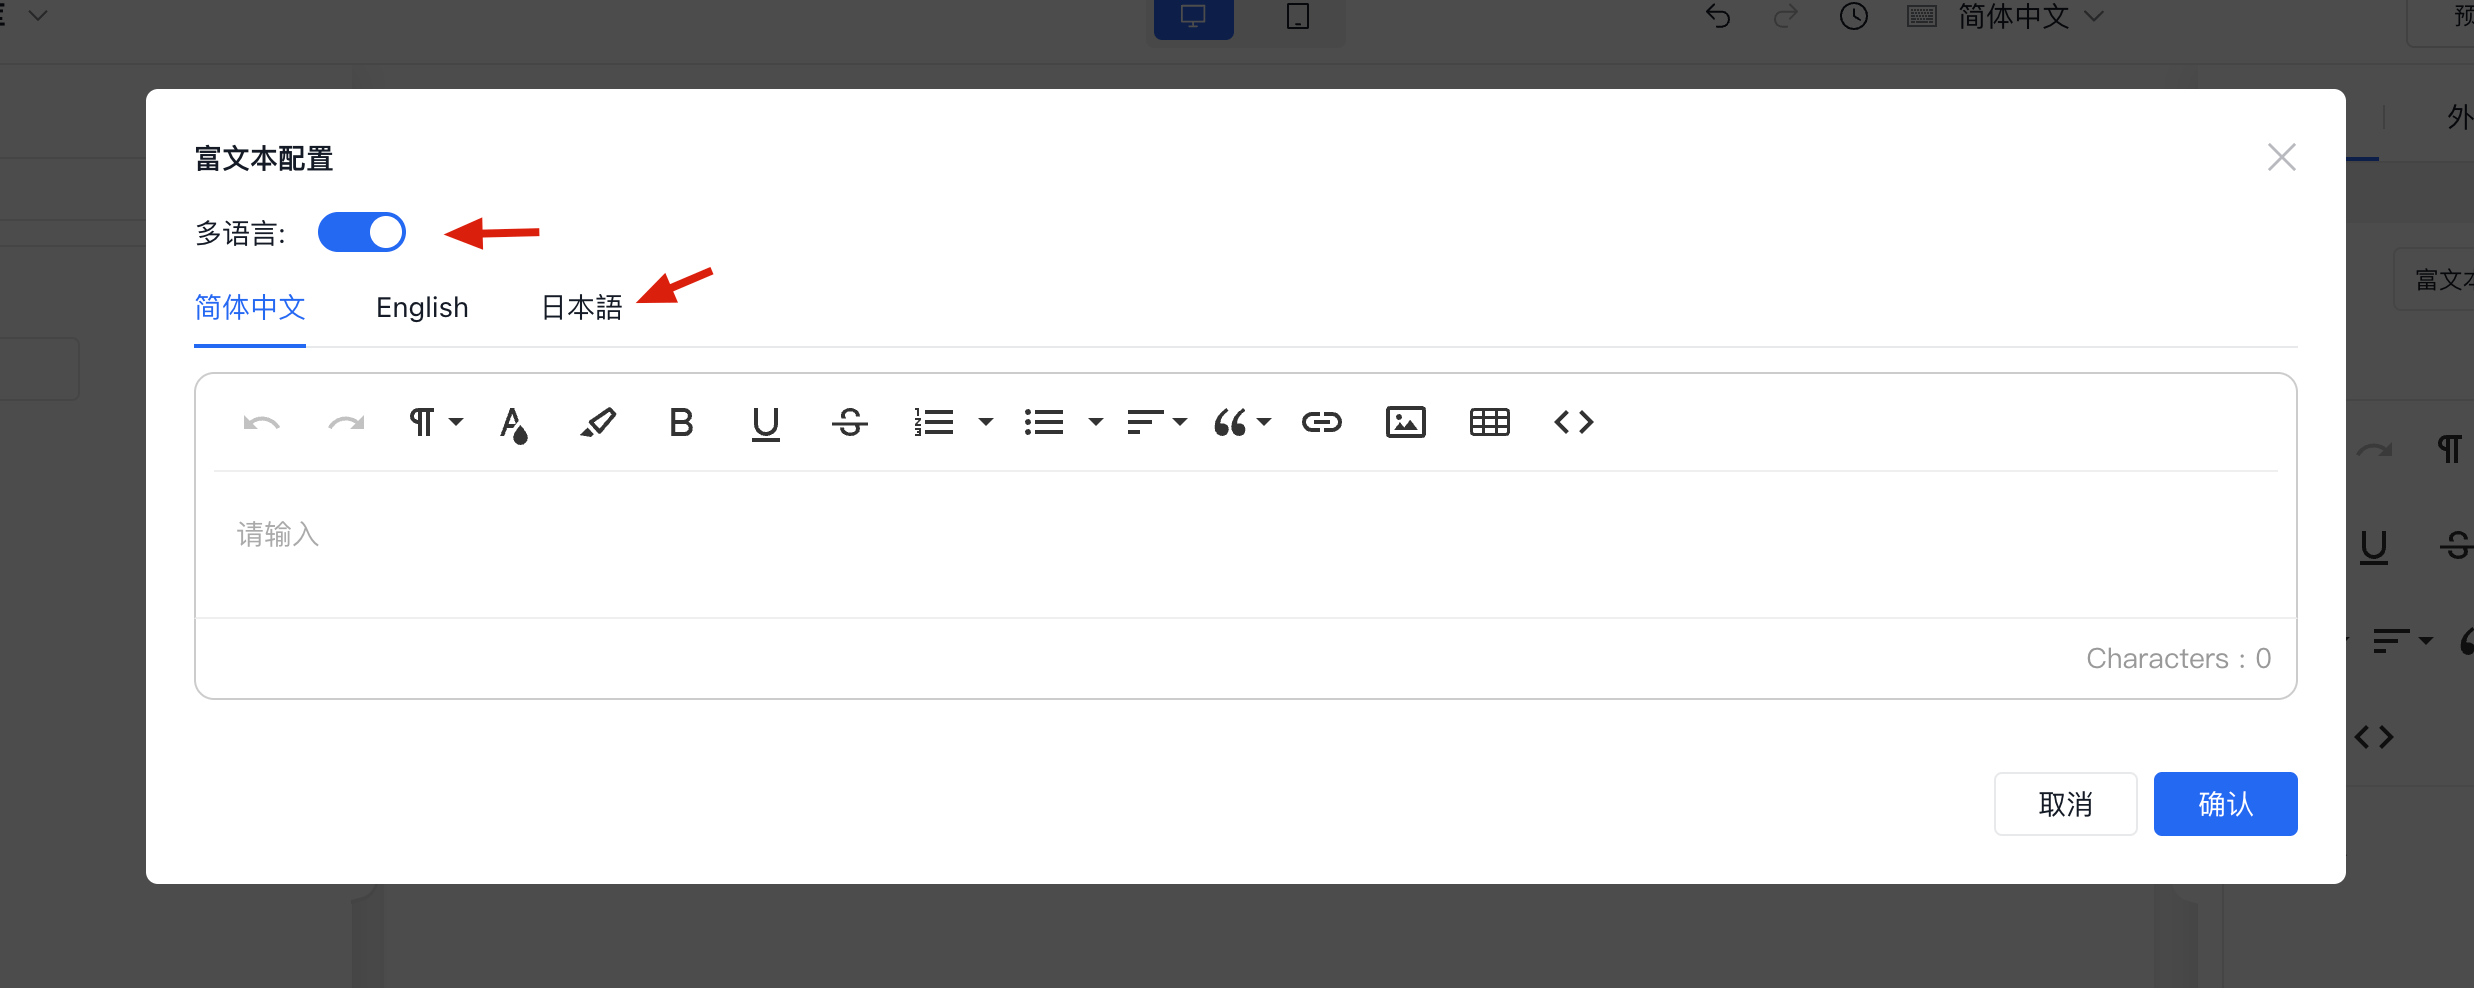 简体中文
预
外
富文本配置
多语言:
简体中文 English 日本語
富文本
请输入
Characters : 0
取消 确认